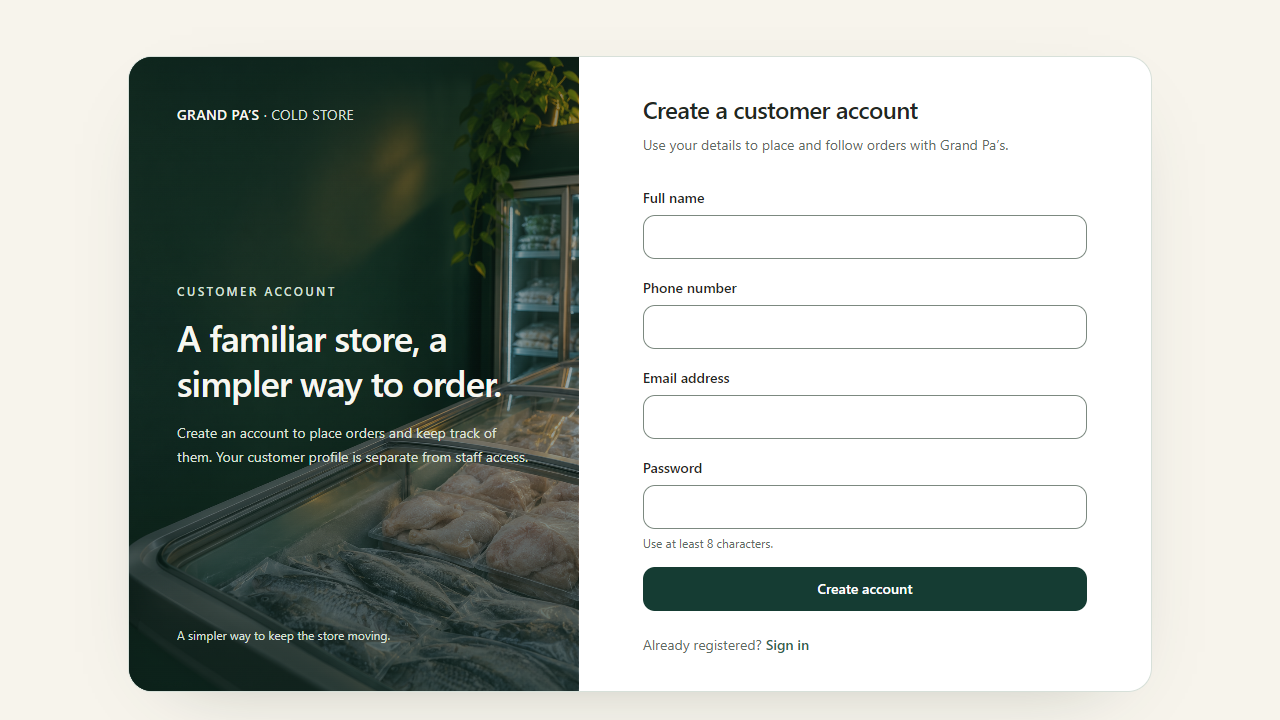 GRAND PA’S · COLD STORE
CUSTOMER ACCOUNT
A familiar store, a
simpler way to order.
Create an account to place orders and keep track of
them. Your customer profile is separate from staff access.
A simpler way to keep the store moving.
Create a customer account
Use your details to place and follow orders with Grand Pa’s.
Full name
Phone number
Email address
Password
Use at least 8 characters.
Create account
Already registered? Sign in